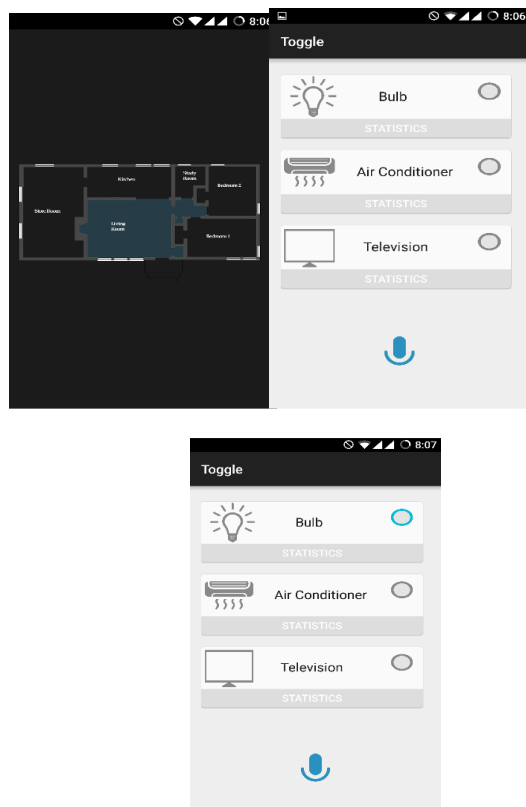 8:06
Kitchen
Study
Room
Bedroom 2
Store Room
Living
Room
Bedroom 1
8:06
Toggle
Bulb
STATISTICS
Air Conditioner
STATISTICS
Television
STATISTICS
8:07
Toggle
Bulb
STATISTICS
Air Conditioner
STATISTICS
Television
STATISTICS